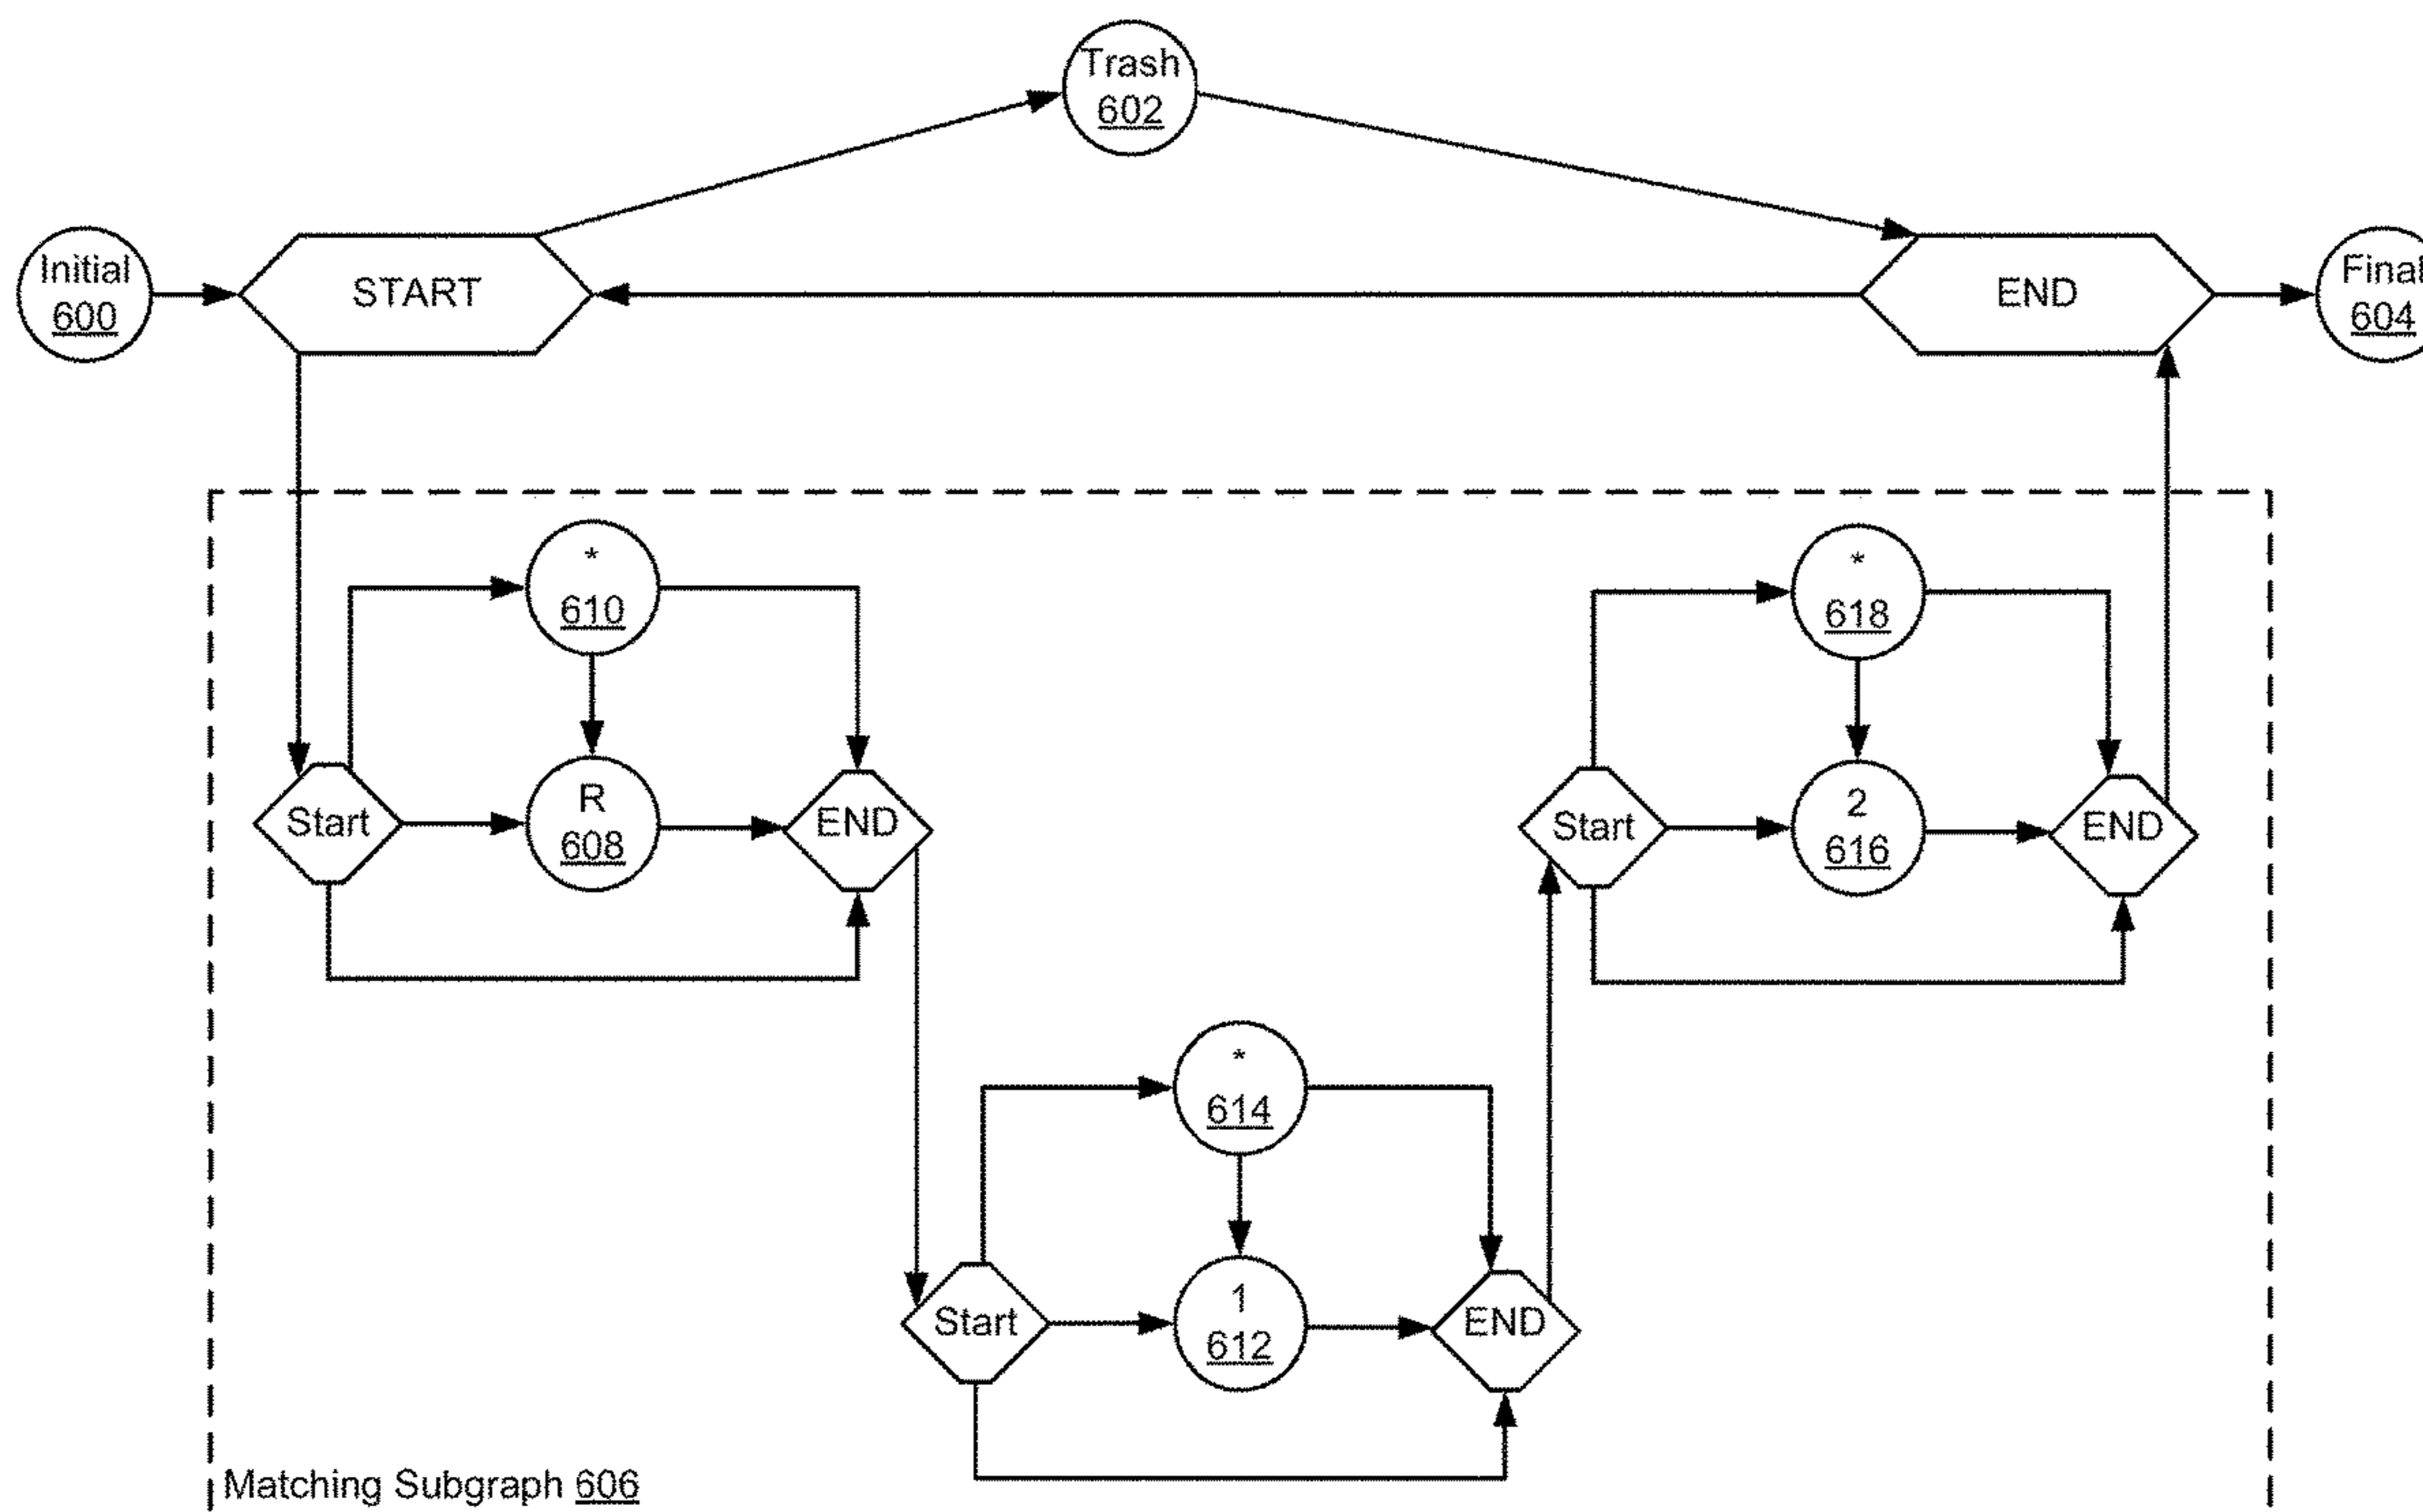 Trash
602
Initial
600
START
END
Final
604
*
610
*
618
R
608
Start
END
2
616
Start
END
*
614
1
612
Start
END
Matching Subgraph 606